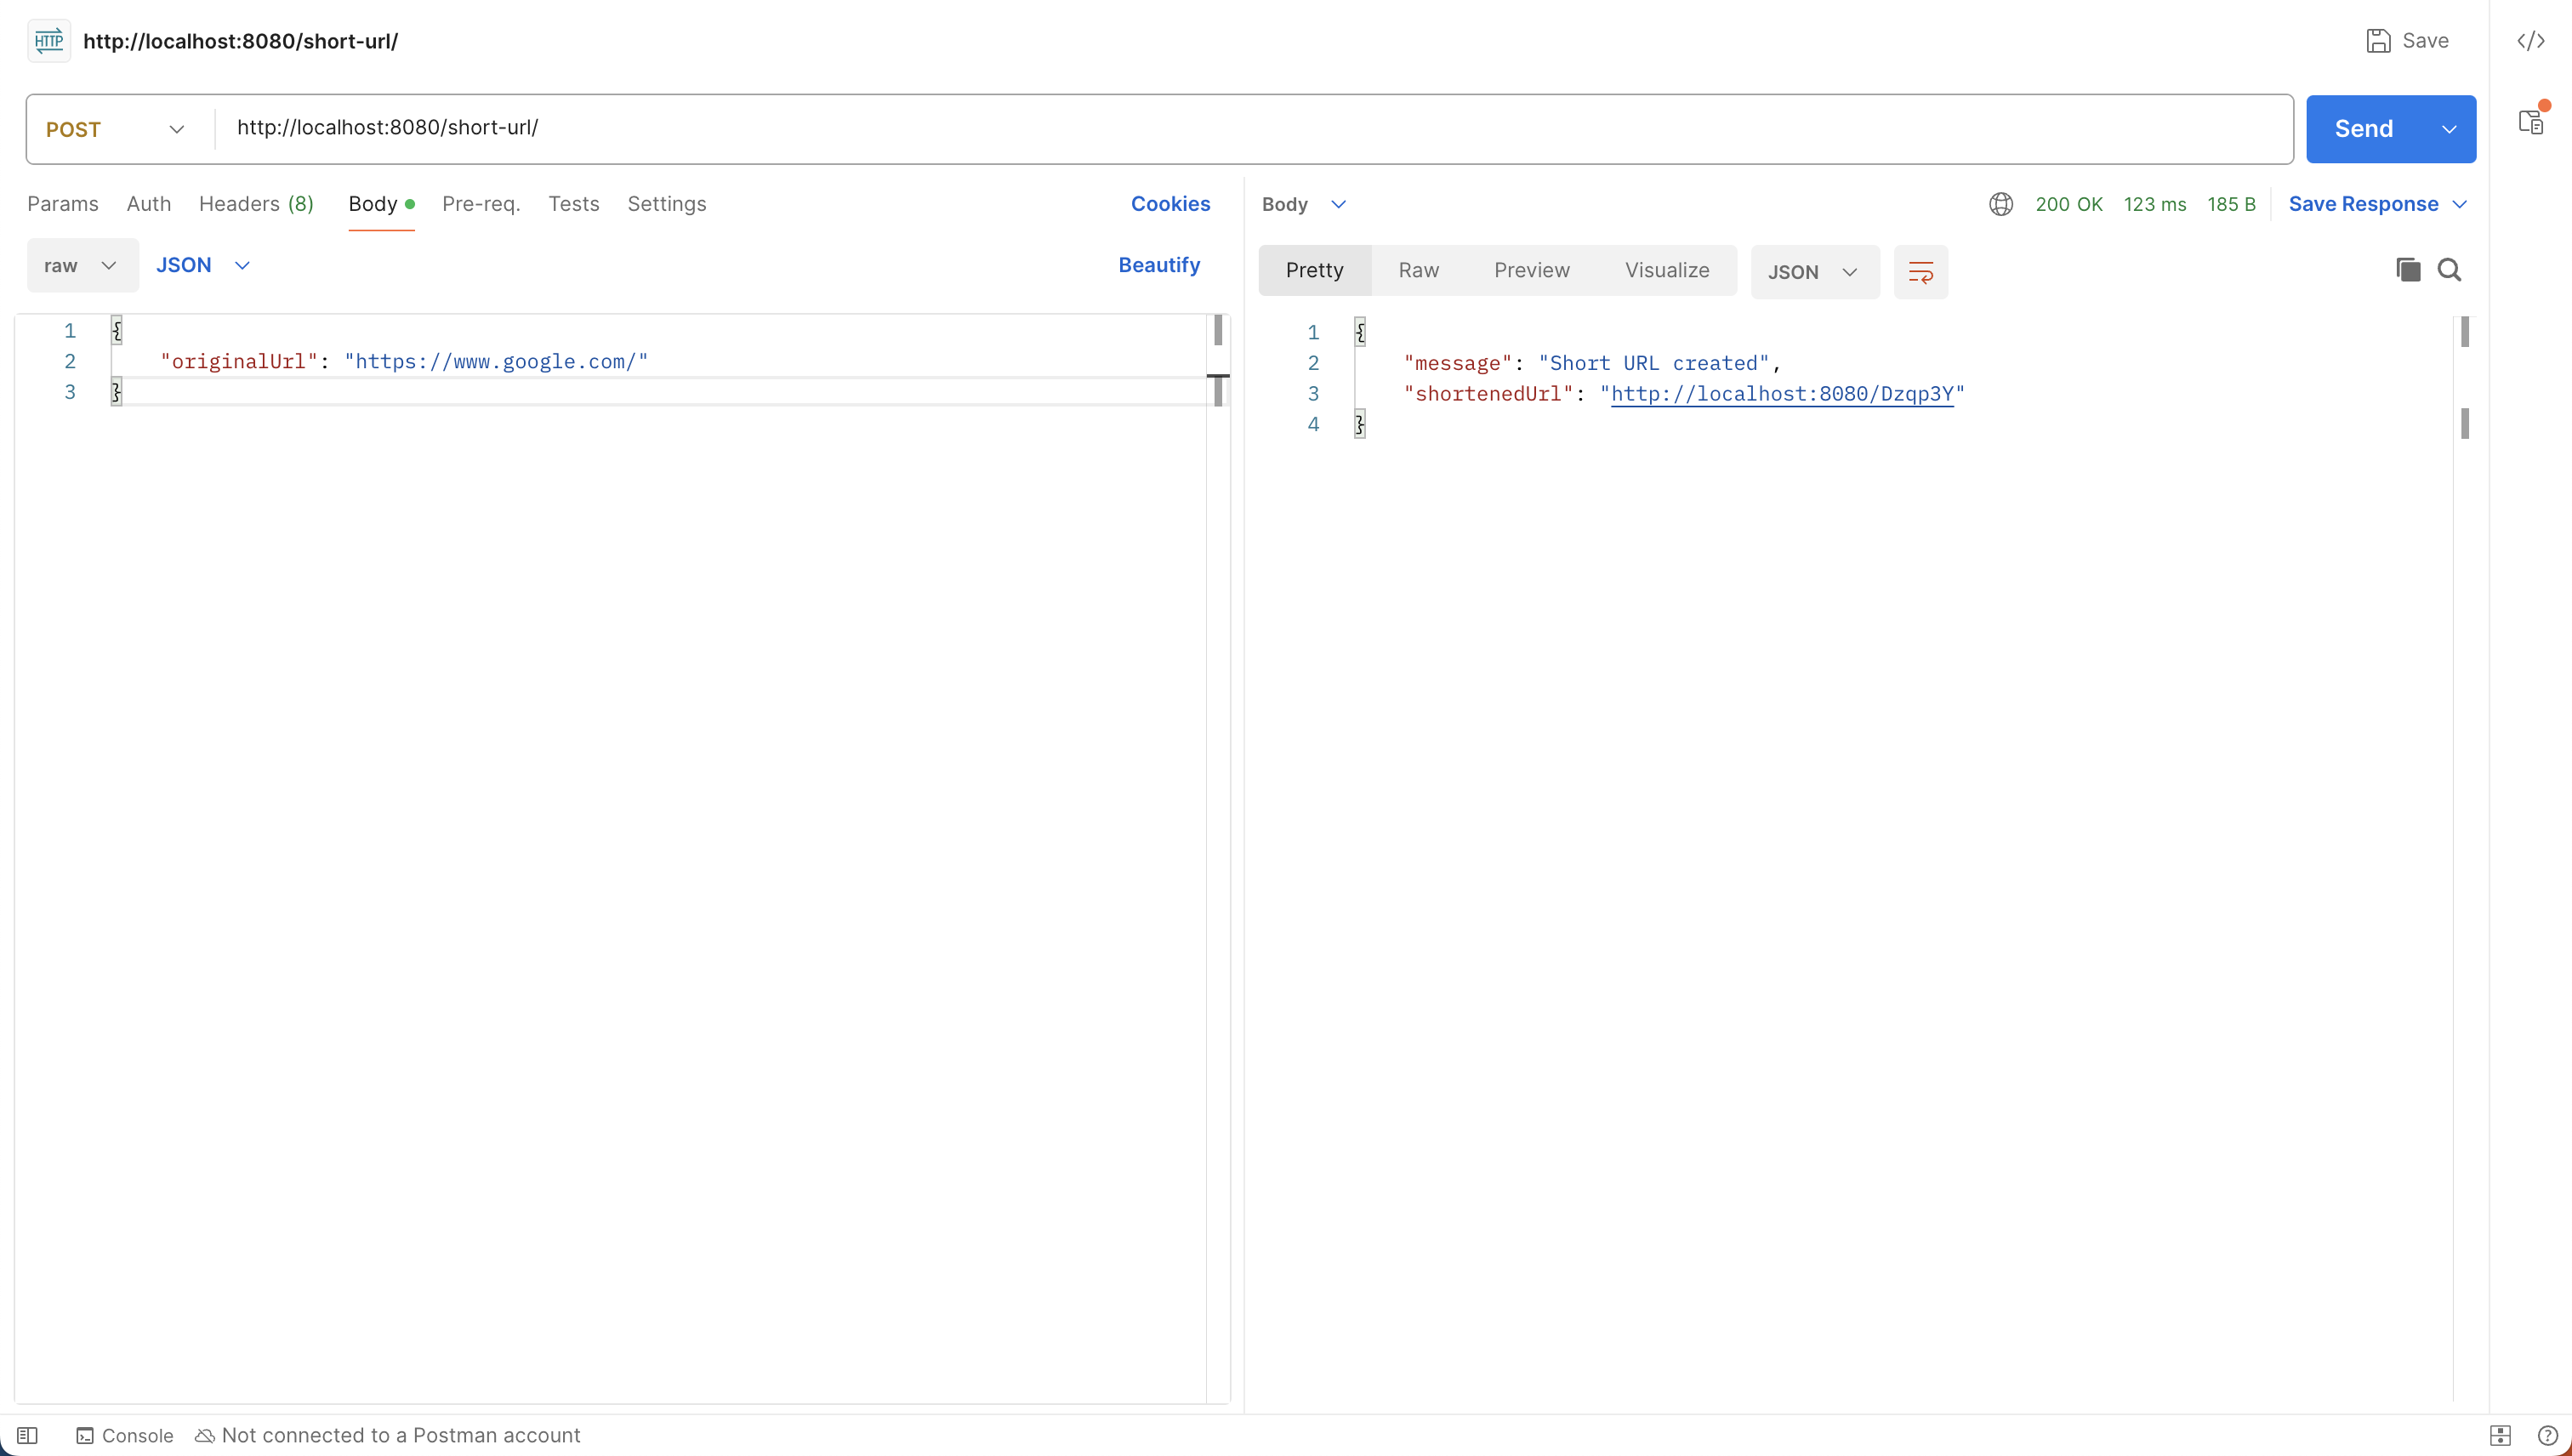 HTTP http://localhost:8080/short-url/
Save
POST http://localhost:8080/short-url/
Send
Params Auth Headers (8) Body Pre-req. Tests Settings Cookies
raw JSON Beautify
1 {
2 "originalUrl": "https://www.google.com/"
3 }
Body 200 OK 123 ms 185 B Save Response
Pretty Raw Preview Visualize JSON
1 {
2 "message": "Short URL created",
3 "shortenedUrl": "http://localhost:8080/Dzqp3Y"
4 }
Console Not connected to a Postman account